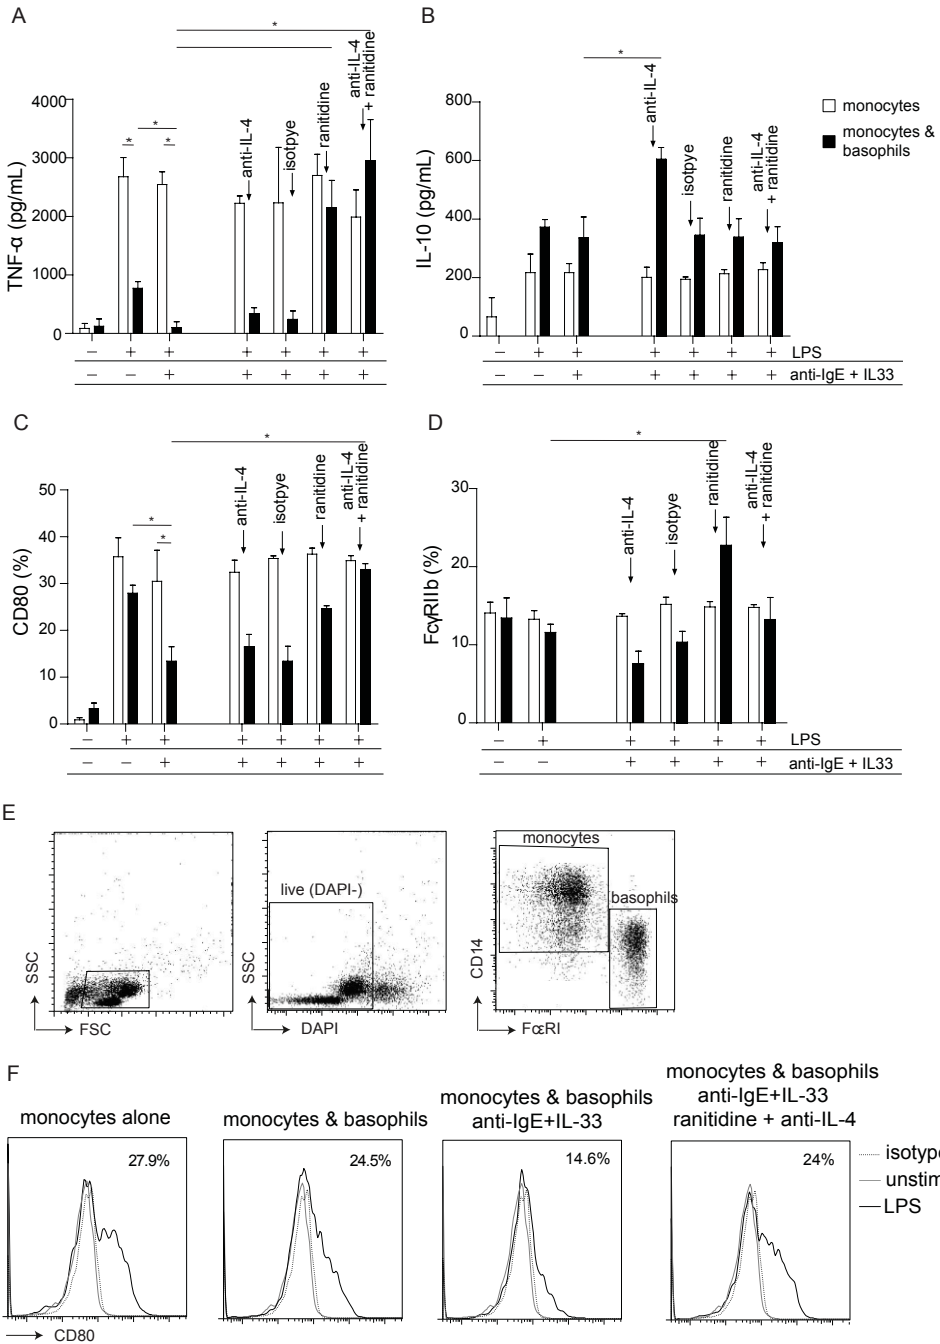 A
*
anti-IL-4
+ ranitidine
ranitidine
isotpye
anti-IL-4
* *
*
TNF-α (pg/mL)
4000
3000
2000
1000
0
− + + + + + +
− − + + + + +
B
*
anti-IL-4
isotpye
ranitidine
anti-IL-4
+ ranitidine
IL-10 (pg/mL)
800
600
400
200
0
− + + + + + + LPS
− − + + + + + anti-IgE + IL33
monocytes
monocytes &
basophils
C
*
anti-IL-4
isotpye
ranitidine
anti-IL-4
+ ranitidine
*
*
CD80 (%)
50
40
30
20
10
0
− + + + + + +
− − + + + + +
D
*
anti-IL-4
isotpye
ranitidine
anti-IL-4
+ ranitidine
FcγRIIb (%)
30
20
10
0
− + + + + + LPS
− − + + + + anti-IgE + IL33
E
SSC
FSC
live (DAPI-)
SSC
DAPI
monocytes
basophils
CD14
FcεRI
F
monocytes alone
27.9%
CD80
monocytes & basophils
24.5%
monocytes & basophils
anti-IgE+IL-33
14.6%
monocytes & basophils
anti-IgE+IL-33
ranitidine + anti-IL-4
24%
isotype
unstim
LPS